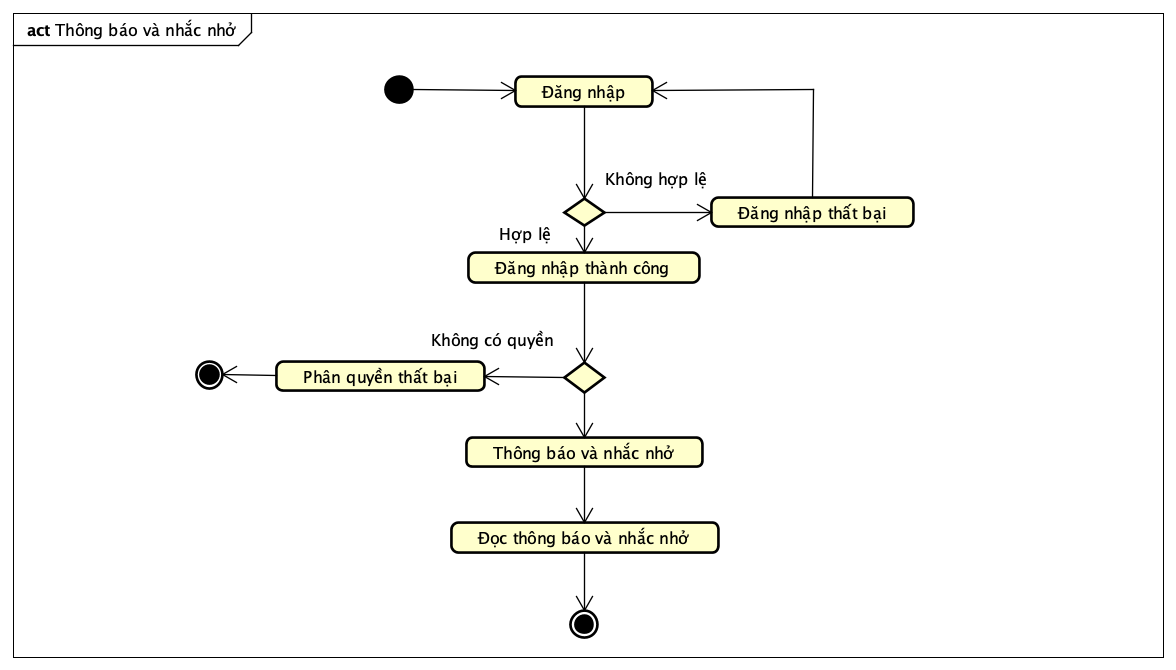 act Thông báo và nhắc nhở
Đăng nhập
Không hợp lệ
Đăng nhập thất bại
Hợp lệ
Đăng nhập thành công
Không có quyền
Phân quyền thất bại
Thông báo và nhắc nhở
Đọc thông báo và nhắc nhở